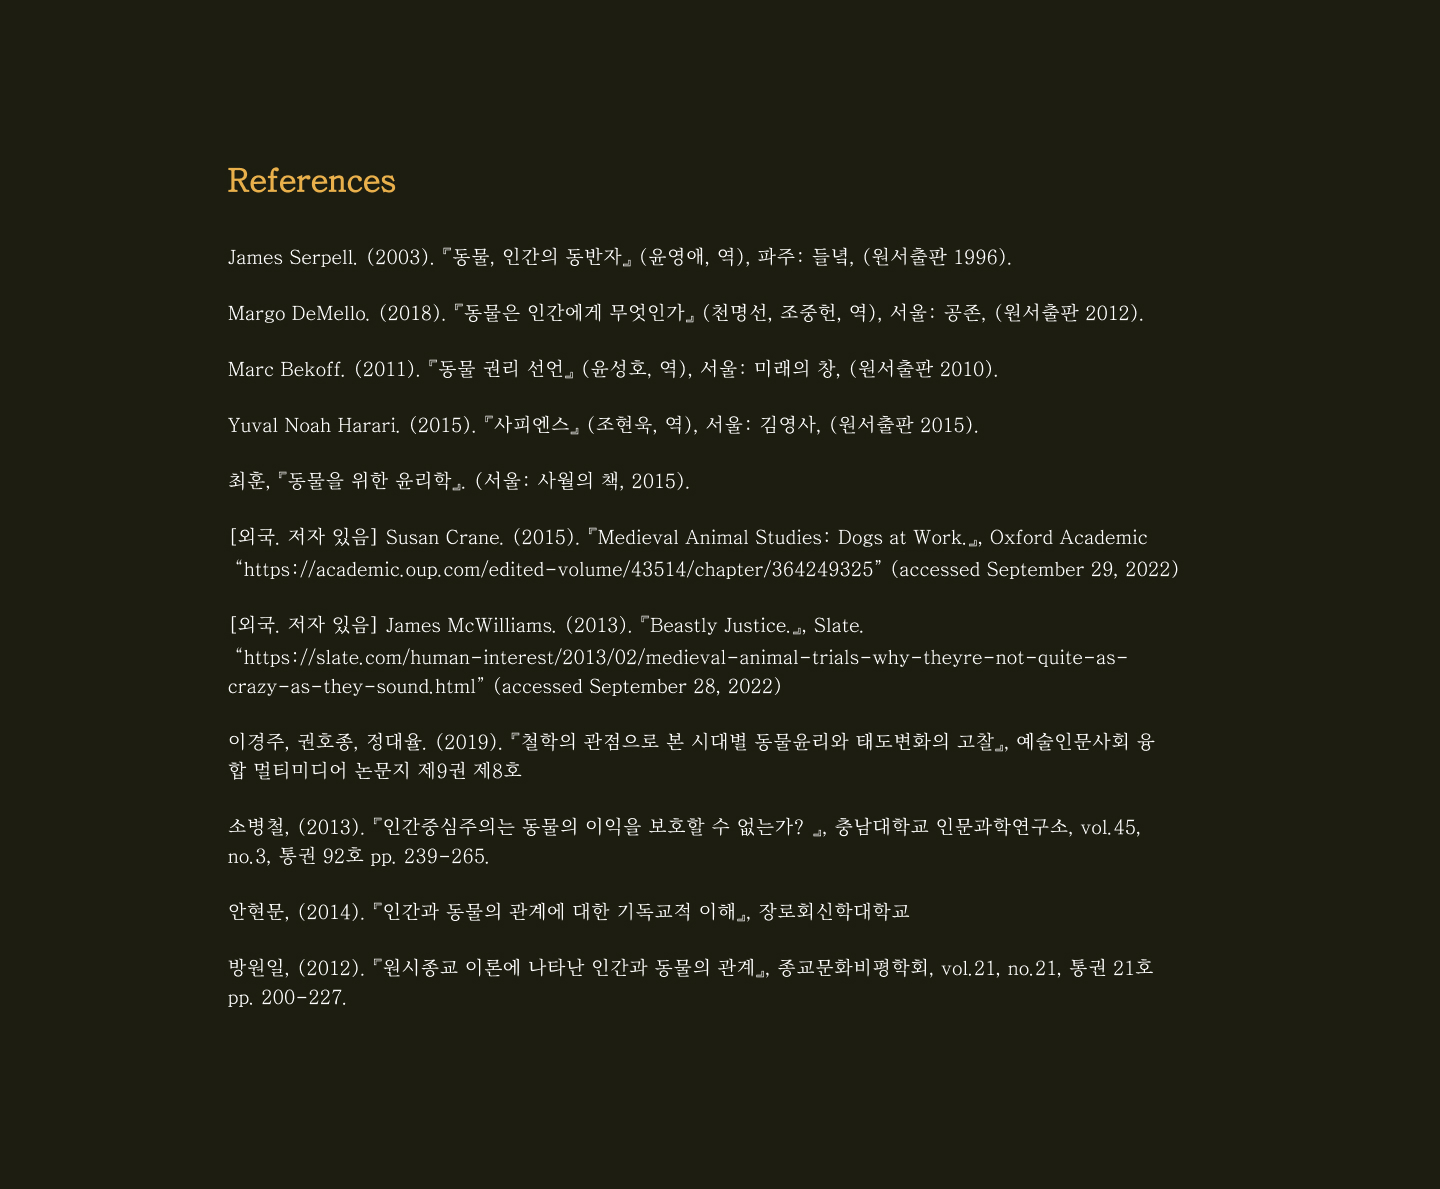 References
James Serpell. (2003). 『동물, 인간의 동반자』 (윤영애, 역), 파주: 들녘, (원서출판 1996).
Margo DeMello. (2018). 『동물은 인간에게 무엇인가』 (천명선, 조중헌, 역), 서울: 공존, (원서출판 2012).
Marc Bekoff. (2011). 『동물 권리 선언』 (윤성호, 역), 서울: 미래의 창, (원서출판 2010).
Yuval Noah Harari. (2015). 『사피엔스』 (조현욱, 역), 서울: 김영사, (원서출판 2015).
최훈, 『동물을 위한 윤리학』. (서울: 사월의 책, 2015).
[외국. 저자 있음] Susan Crane. (2015). 『Medieval Animal Studies: Dogs at Work.』, Oxford Academic
“https://academic.oup.com/edited-volume/43514/chapter/364249325” (accessed September 29, 2022)
[외국. 저자 있음] James McWilliams. (2013). 『Beastly Justice.』, Slate.
“https://slate.com/human-interest/2013/02/medieval-animal-trials-why-theyre-not-quite-as-
crazy-as-they-sound.html” (accessed September 28, 2022)
이경주, 권호종, 정대율. (2019). 『철학의 관점으로 본 시대별 동물윤리와 태도변화의 고찰』, 예술인문사회 융
합 멀티미디어 논문지 제9권 제8호
소병철, (2013). 『인간중심주의는 동물의 이익을 보호할 수 없는가? 』, 충남대학교 인문과학연구소, vol.45,
no.3, 통권 92호 pp. 239-265.
안현문, (2014). 『인간과 동물의 관계에 대한 기독교적 이해』, 장로회신학대학교
방원일, (2012). 『원시종교 이론에 나타난 인간과 동물의 관계』, 종교문화비평학회, vol.21, no.21, 통권 21호
pp. 200-227.